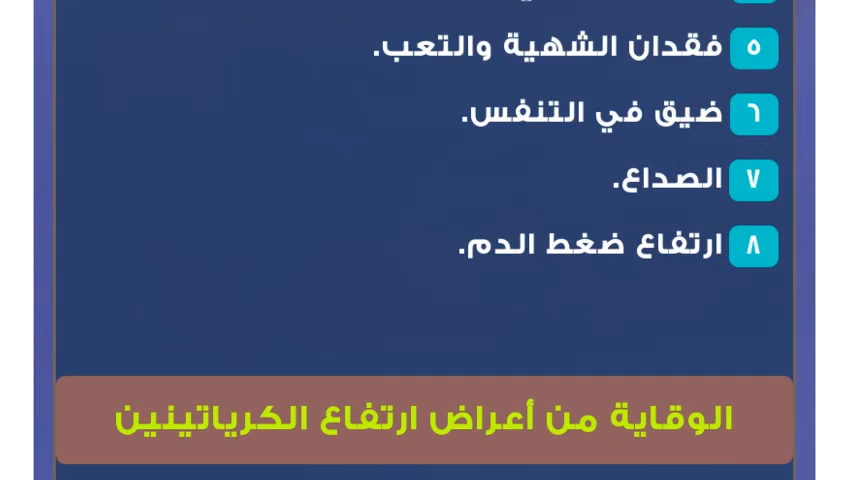 ٥ فقدان الشهية والتعب.
٦ ضيق في التنفس.
٧ الصداع.
٨ ارتفاع ضغط الدم.
الوقاية من أعراض ارتفاع الكرياتينين